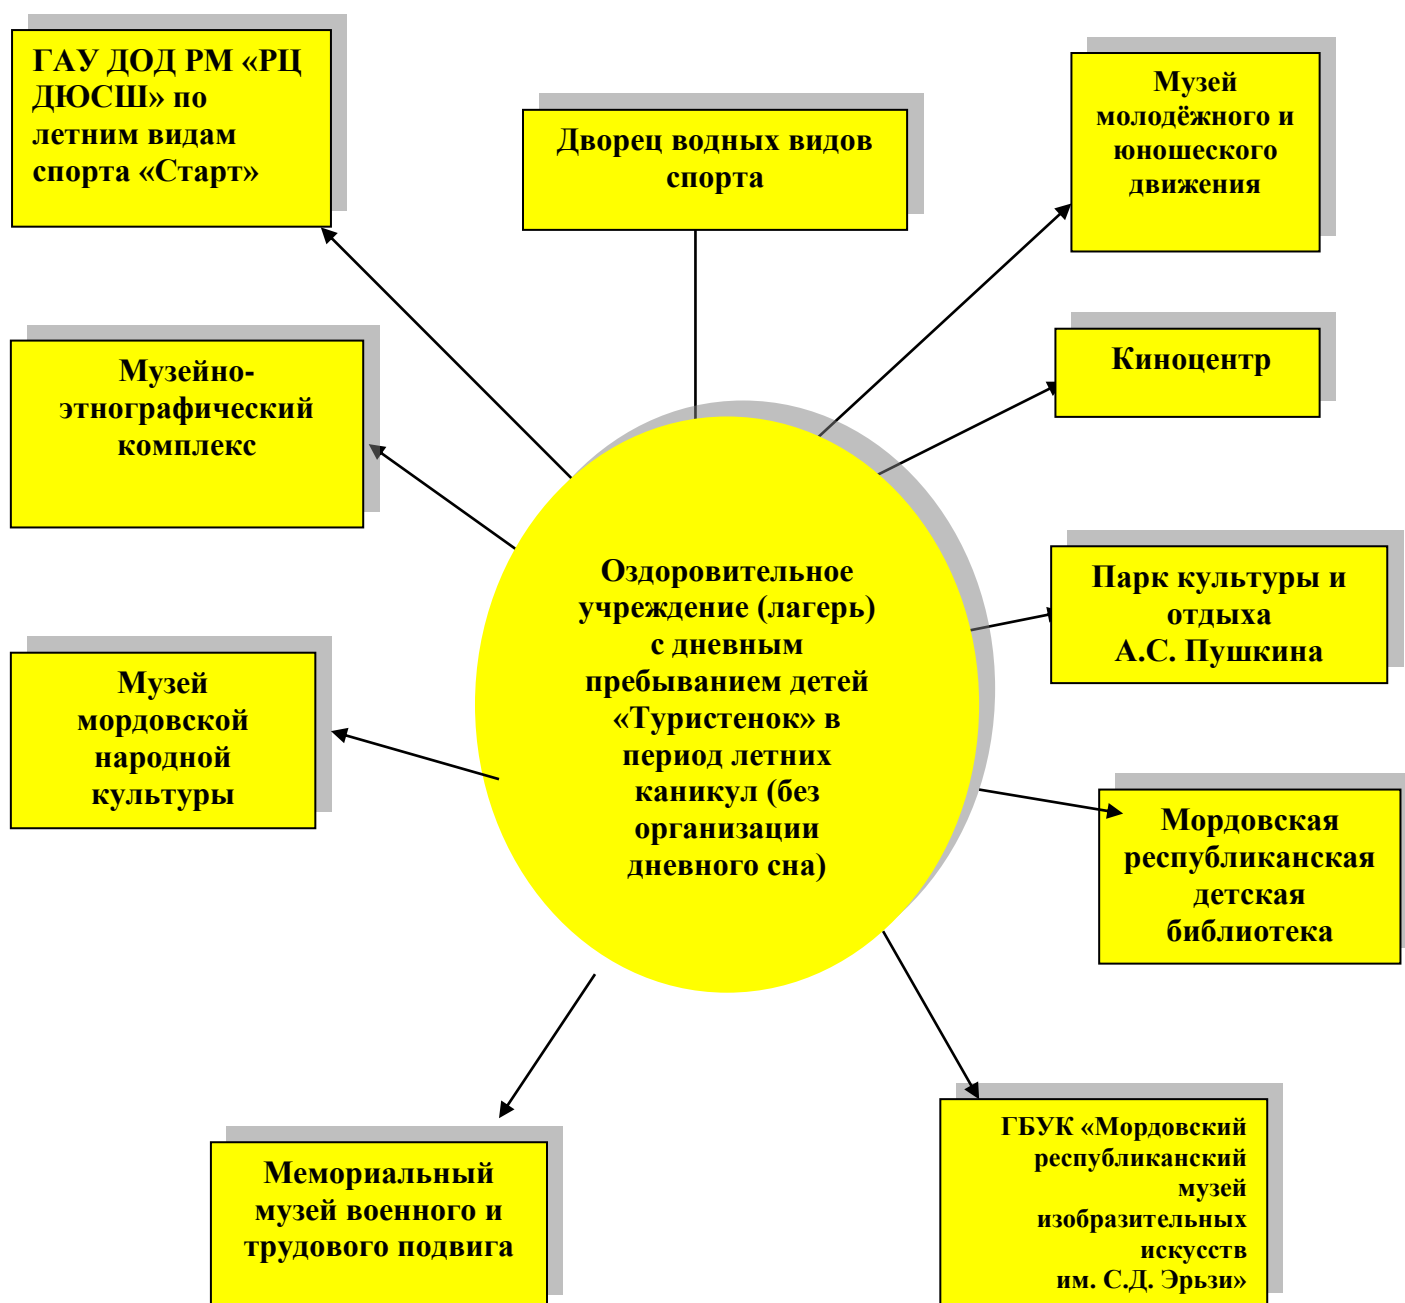 ГАУ ДОД РМ «РЦ
ДЮСШ» по
летним видам
спорта «Старт»
Дворец водных видов
спорта
Музей
молодёжного и
юношеского
движения
Музейно-
этнографический
комплекс
Киноцентр
Оздоровительное
учреждение (лагерь)
с дневным
пребыванием детей
«Туристенок» в
период летних
каникул (без
организации
дневного сна)
Парк культуры и
отдыха
А.С. Пушкина
Музей
мордовской
народной
культуры
Мордовская
республиканская
детская
библиотека
Мемориальный
музей военного и
трудового подвига
ГБУК «Мордовский
республиканский
музей
изобразительных
искусств
им. С.Д. Эрьзи»